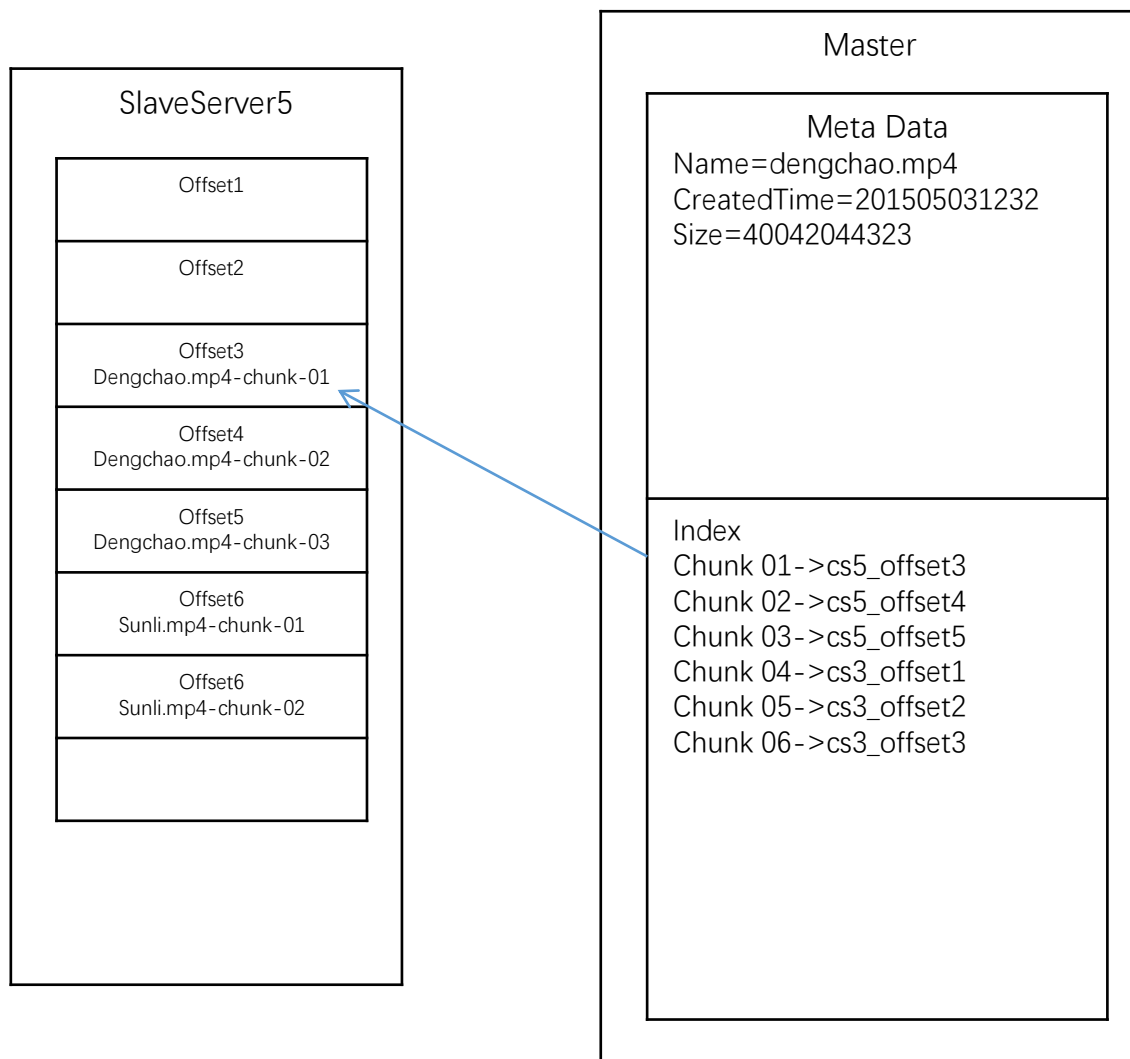 SlaveServer5
Offset1
Offset2
Offset3
Dengchao.mp4-chunk-01
Offset4
Dengchao.mp4-chunk-02
Offset5
Dengchao.mp4-chunk-03
Offset6
Sunli.mp4-chunk-01
Offset6
Sunli.mp4-chunk-02
Master
Meta Data
Name=dengchao.mp4
CreatedTime=201505031232
Size=40042044323
Index
Chunk 01->cs5_offset3
Chunk 02->cs5_offset4
Chunk 03->cs5_offset5
Chunk 04->cs3_offset1
Chunk 05->cs3_offset2
Chunk 06->cs3_offset3